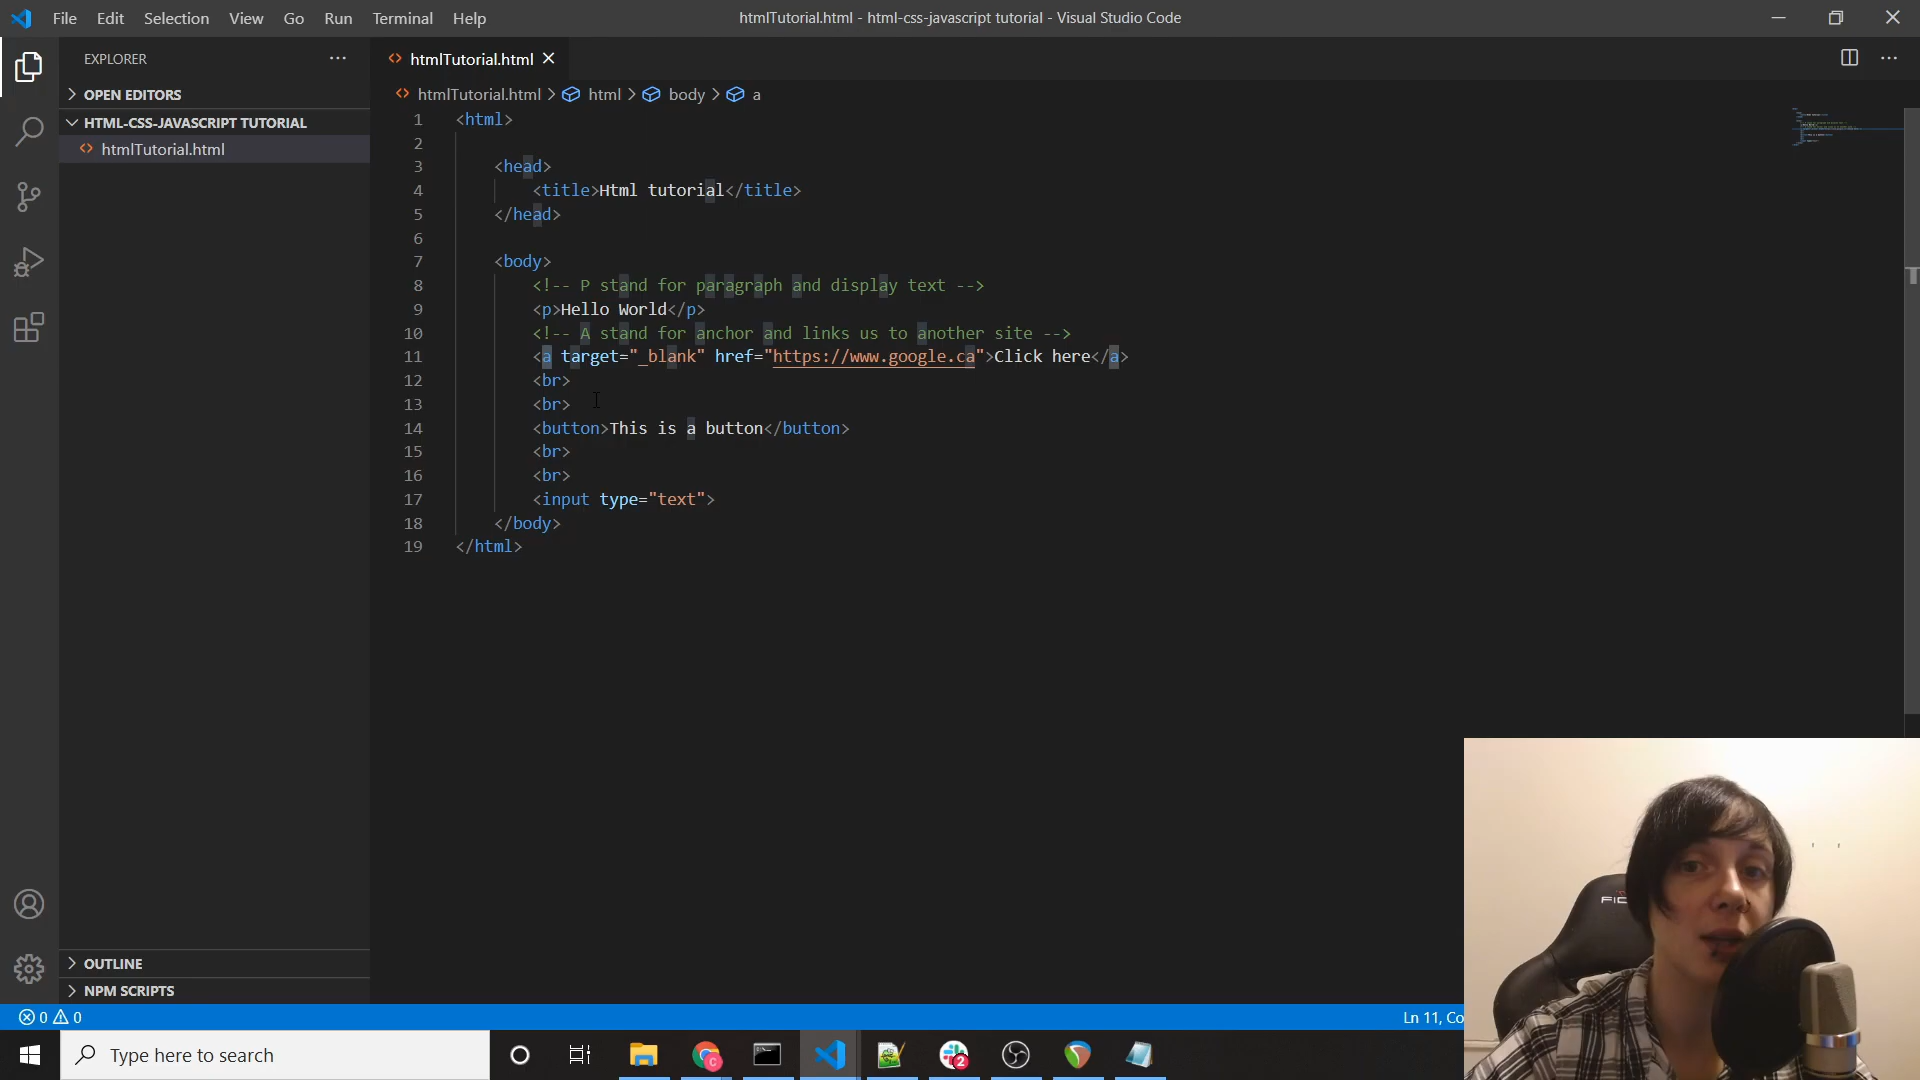 File Edit Selection View Go Run Terminal Help
htmlTutorial.html - html-css-javascript tutorial - Visual Studio Code
EXPLORER
OPEN EDITORS
HTML-CSS-JAVASCRIPT TUTORIAL
htmlTutorial.html
OUTLINE
NPM SCRIPTS
htmlTutorial.html
htmlTutorial.html > html > body > a
1 <html>
2
3 <head>
4 <title>Html tutorial</title>
5 </head>
6
7 <body>
8 <!-- P stand for paragraph and display text -->
9 <p>Hello World</p>
10 <!-- A stand for anchor and links us to another site -->
11 <a target="_blank" href="https://www.google.ca">Click here</a>
12 <br>
13 <br>
14 <button>This is a button</button>
15 <br>
16 <br>
17 <input type="text">
18 </body>
19 </html>
0 0
Ln 11, Co
Type here to search
C
2